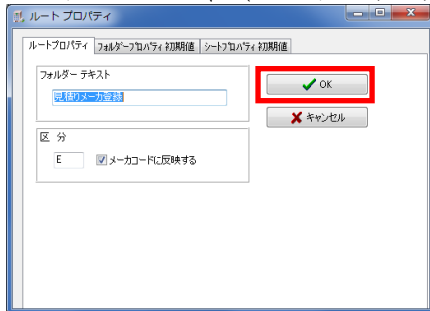 ルート プロパティ
ルートプロパティ フォルダープロパティ 初期値 シートプロパティ 初期値
フォルダー テキスト
見積りメーカ登録
OK
キャンセル
区 分
E
メーカコードに反映する